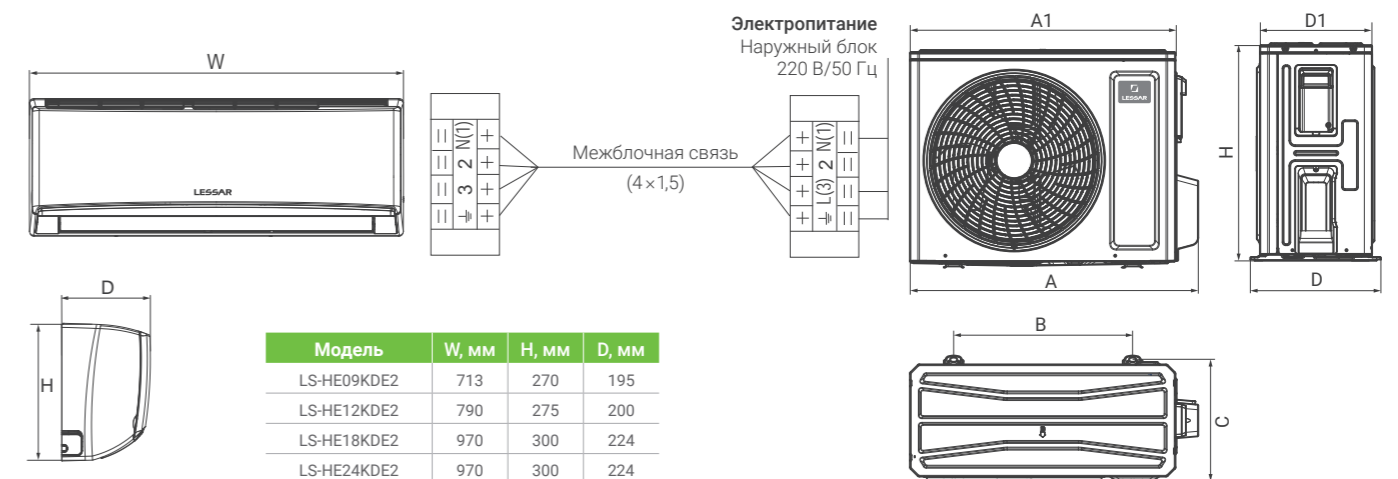 W
LESSAR
N(1)
2
3
Межблочная связь
(4×1,5)
Электропитание
Наружный блок
220 В/50 Гц
N(1)
2
L(3)
A1
LESSAR
H
A
D1
D
D
H
Модель W, мм H, мм D, мм
LS-HE09KDE2 713 270 195
LS-HE12KDE2 790 275 200
LS-HE18KDE2 970 300 224
LS-HE24KDE2 970 300 224
B
C